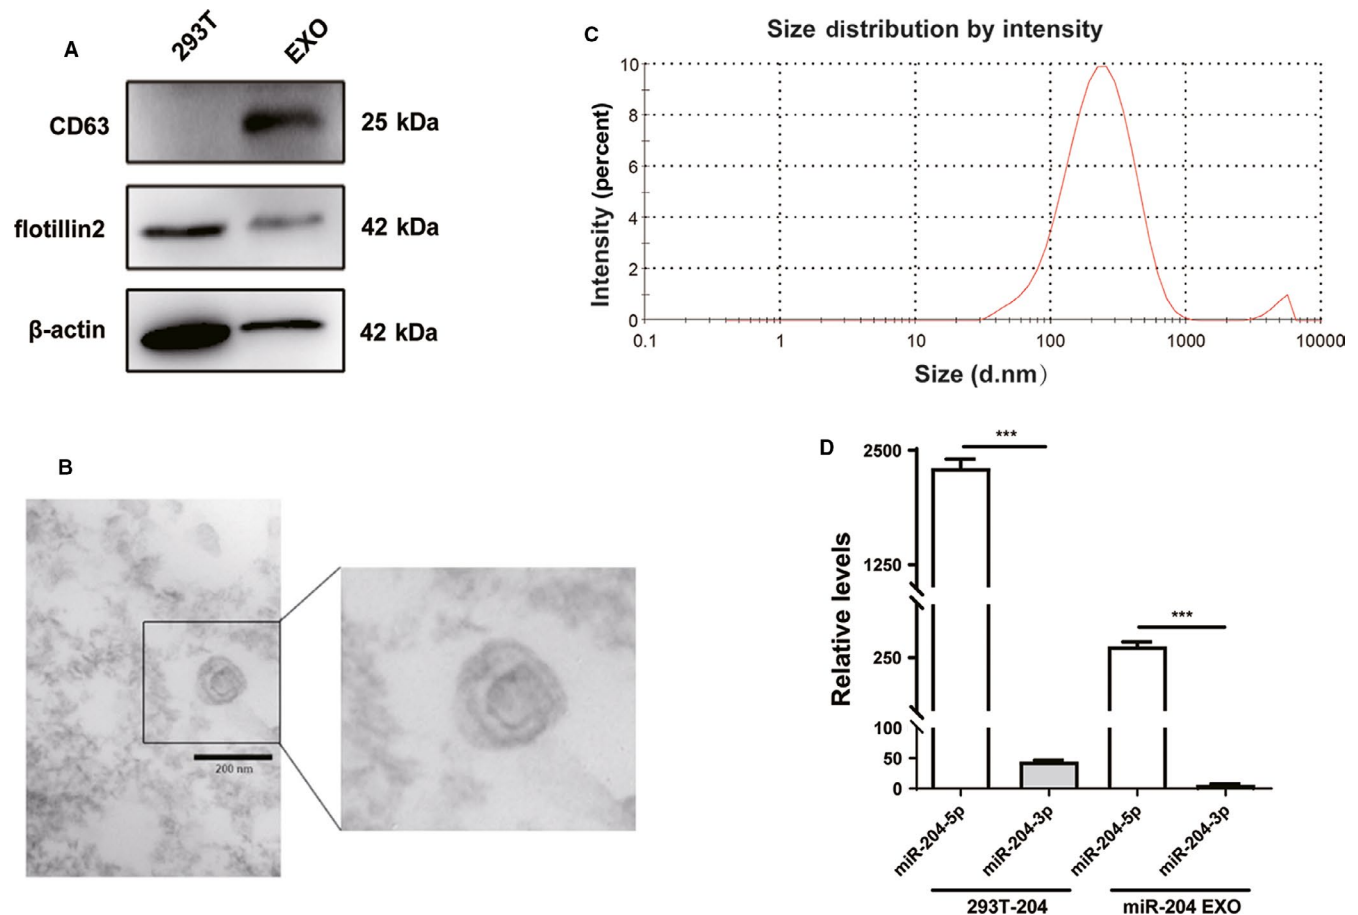 A
293T EXO
CD63 25 kDa
flotillin2 42 kDa
β-actin 42 kDa
B
200 nm
C
Size distribution by intensity
Intensity (percent)
10
8
6
4
2
0
0.1 1 10 100 1000 10000
Size (d.nm)
D
Relative levels
2500
1250
250
100
50
0
***
***
miR-204-5p miR-204-3p miR-204-5p miR-204-3p
293T-204 miR-204 EXO